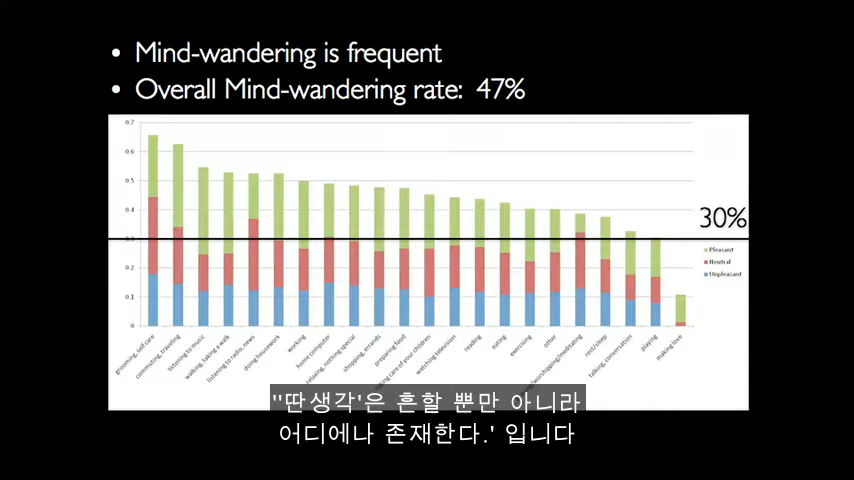 • Mind-wandering is frequent
• Overall Mind-wandering rate: 47%
0.7
0.6
0.5
0.4
30%
0.2
0.1
0
Pleasant
Neutral
Unpleasant
grooming, self care
commuting, traveling
listening to music
walking, taking a walk
listening to radio, news
doing housework
working
home computer
relaxing, nothing special
shopping, errands
preparing food
taking care of your children
watching television
reading
eating
exercising
other
/worshipping/meditating
rest/sleep
talking, conversation
playing
making love
"딴생각'은 흔할 뿐만 아니라
어디에나 존재한다.' 입니다